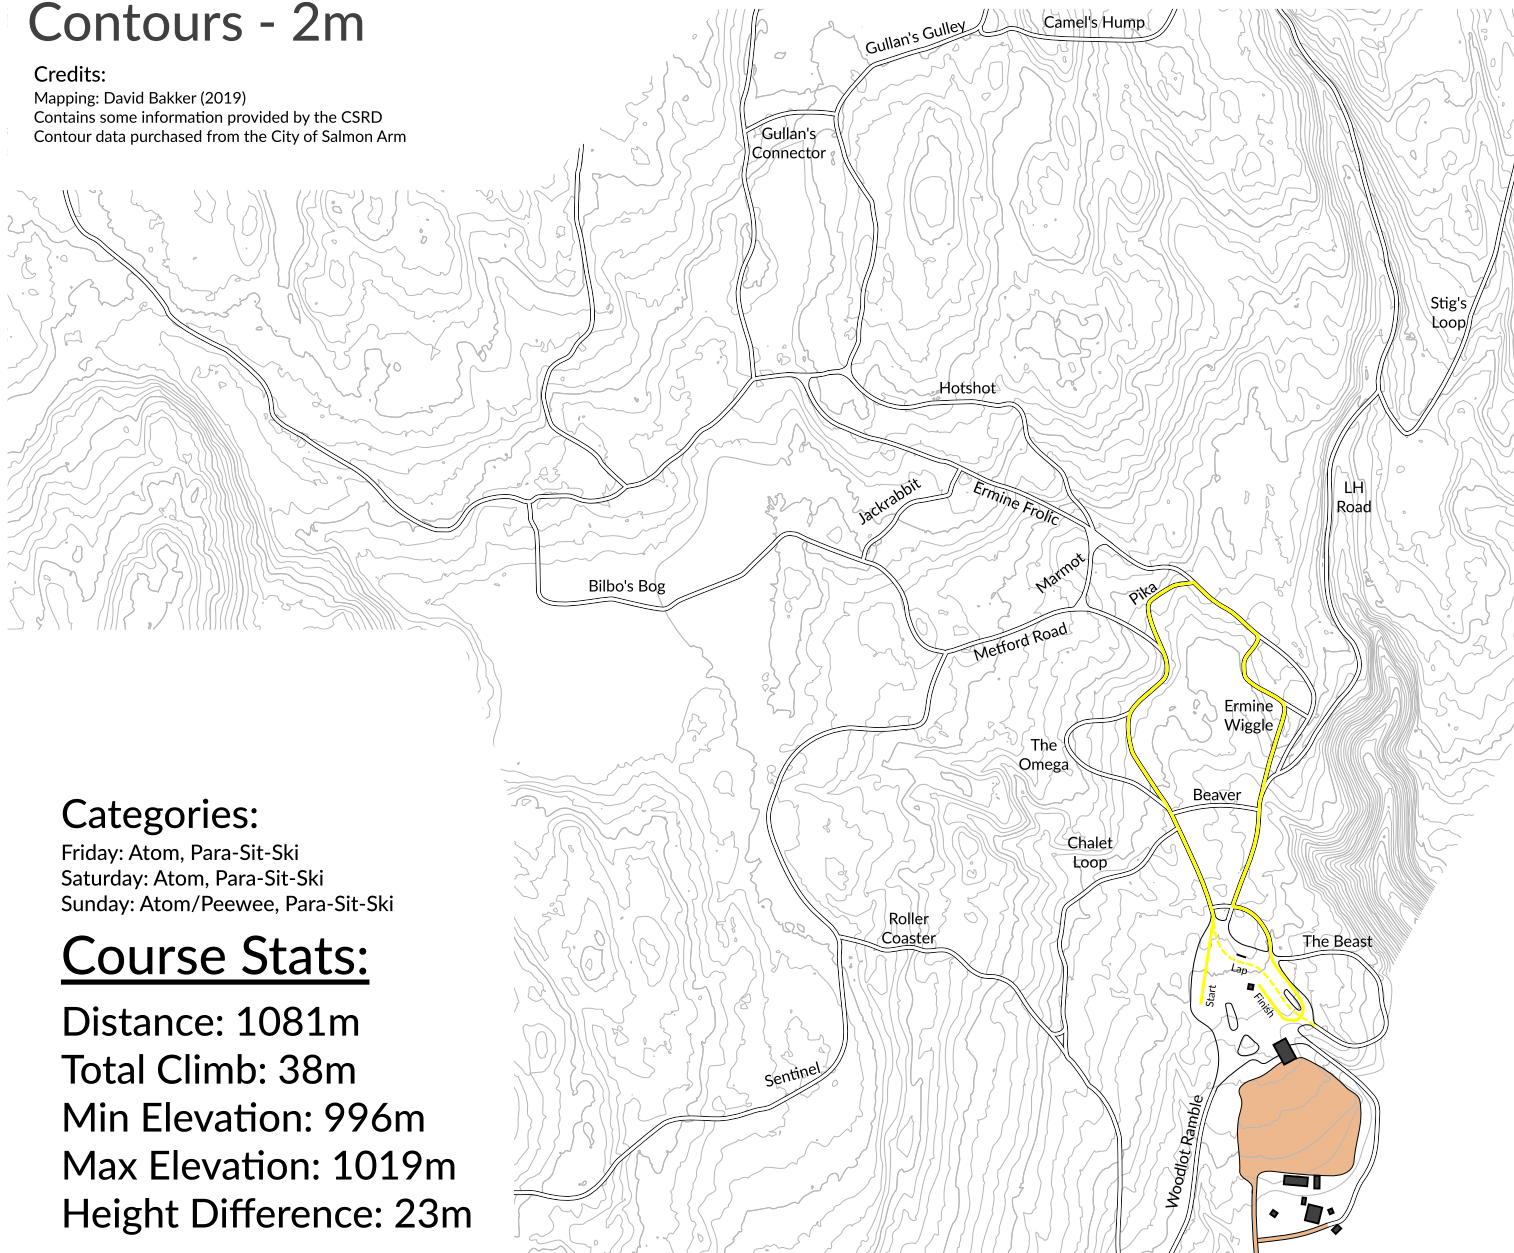 Contours - 2m
Credits:
Mapping: David Bakker (2019)
Contains some information provided by the CSRD
Contour data purchased from the City of Salmon Arm
Gullan's Gulley
Camel's Hump
Gullan's
Connector
Stig's
Loop
Hotshot
Jackrabbit
Ermine Frolic
LH
Road
Bilbo's Bog
Marmot
Pika
Metford Road
Ermine
Wiggle
The
Omega
Beaver
Chalet
Loop
Roller
Coaster
The Beast
Lap
Start
Finish
Sentinel
Woodlot Ramble
Categories:
Friday: Atom, Para-Sit-Ski
Saturday: Atom, Para-Sit-Ski
Sunday: Atom/Peewee, Para-Sit-Ski
Course Stats:
Distance: 1081m
Total Climb: 38m
Min Elevation: 996m
Max Elevation: 1019m
Height Difference: 23m